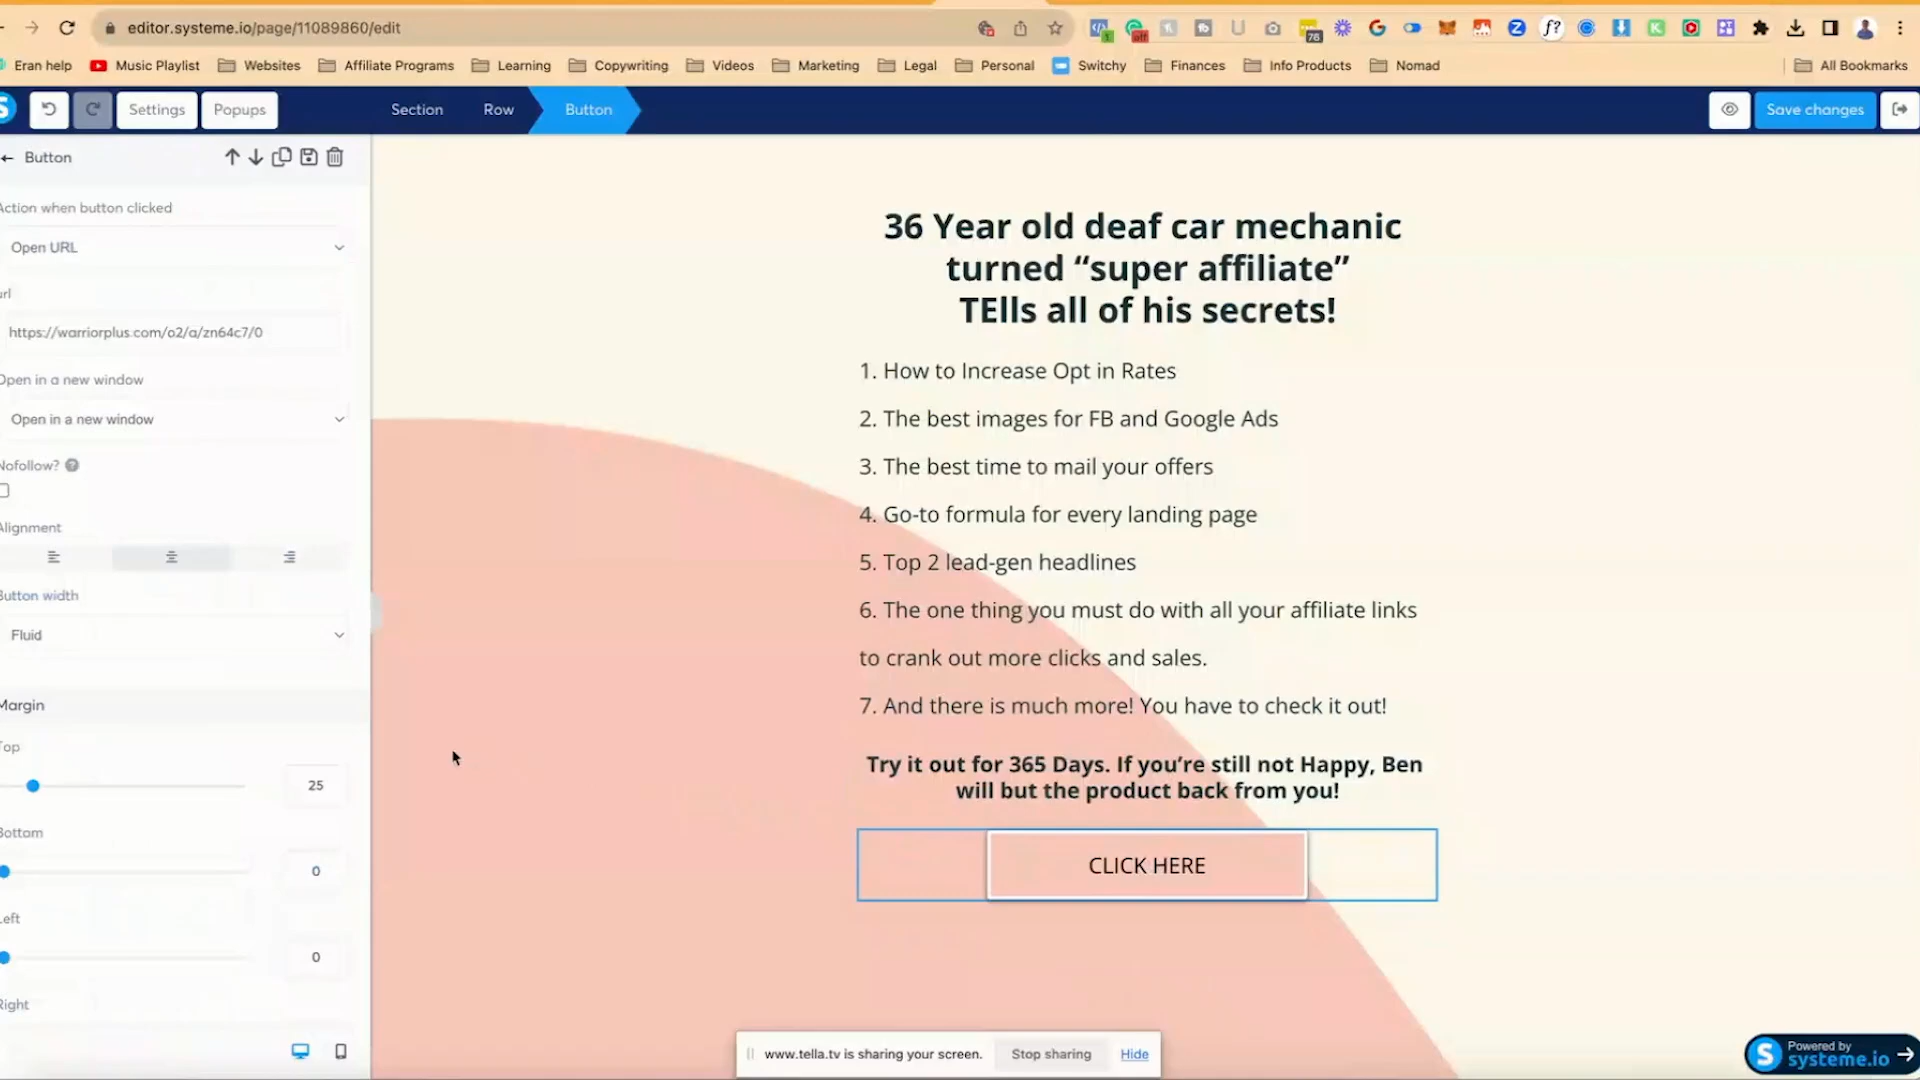 editor.systeme.io/page/11089860/edit
1
off
76
f?
Eran help
Music Playlist
Websites
Affiliate Programs
Learning
Copywriting
Videos
Marketing
Legal
Personal
Switchy
Finances
Info Products
Nomad
All Bookmarks
Settings
Popups
Section
Row
Button
Save changes
Button
Action when button clicked
Open URL
url
https://warriorplus.com/o2/a/zn64c7/0
Open in a new window
Open in a new window
Nofollow?
Alignment
Button width
Fluid
Margin
Top
25
Bottom
0
Left
0
Right
36 Year old deaf car mechanic
turned “super affiliate”
TElls all of his secrets!
1. How to Increase Opt in Rates
2. The best images for FB and Google Ads
3. The best time to mail your offers
4. Go-to formula for every landing page
5. Top 2 lead-gen headlines
6. The one thing you must do with all your affiliate links
to crank out more clicks and sales.
7. And there is much more! You have to check it out!
Try it out for 365 Days. If you’re still not Happy, Ben
will but the product back from you!
CLICK HERE
www.tella.tv is sharing your screen.
Stop sharing
Hide
Powered by
systeme.io